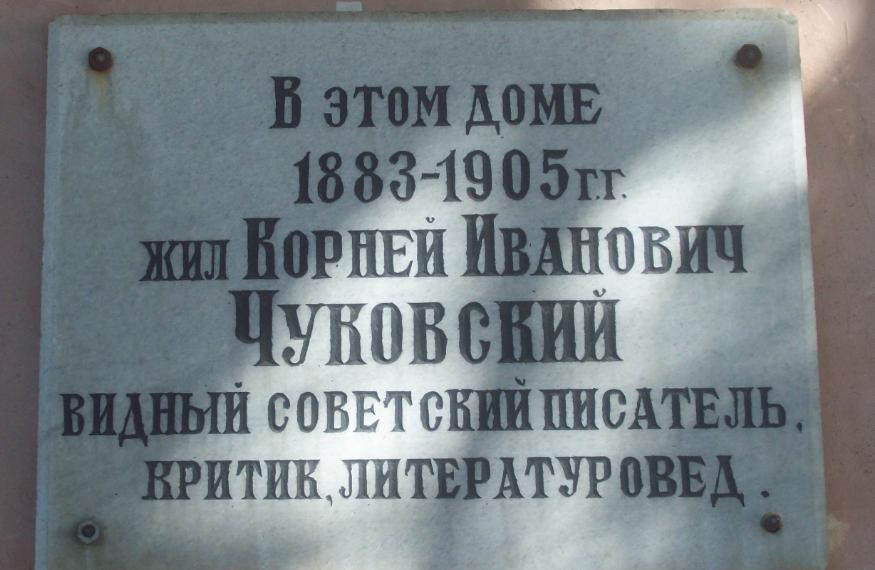 В этом доме
1883-1905 г.г.
жил Корней Иванович
Чуковский
видный советский писатель,
критик, литературовед.